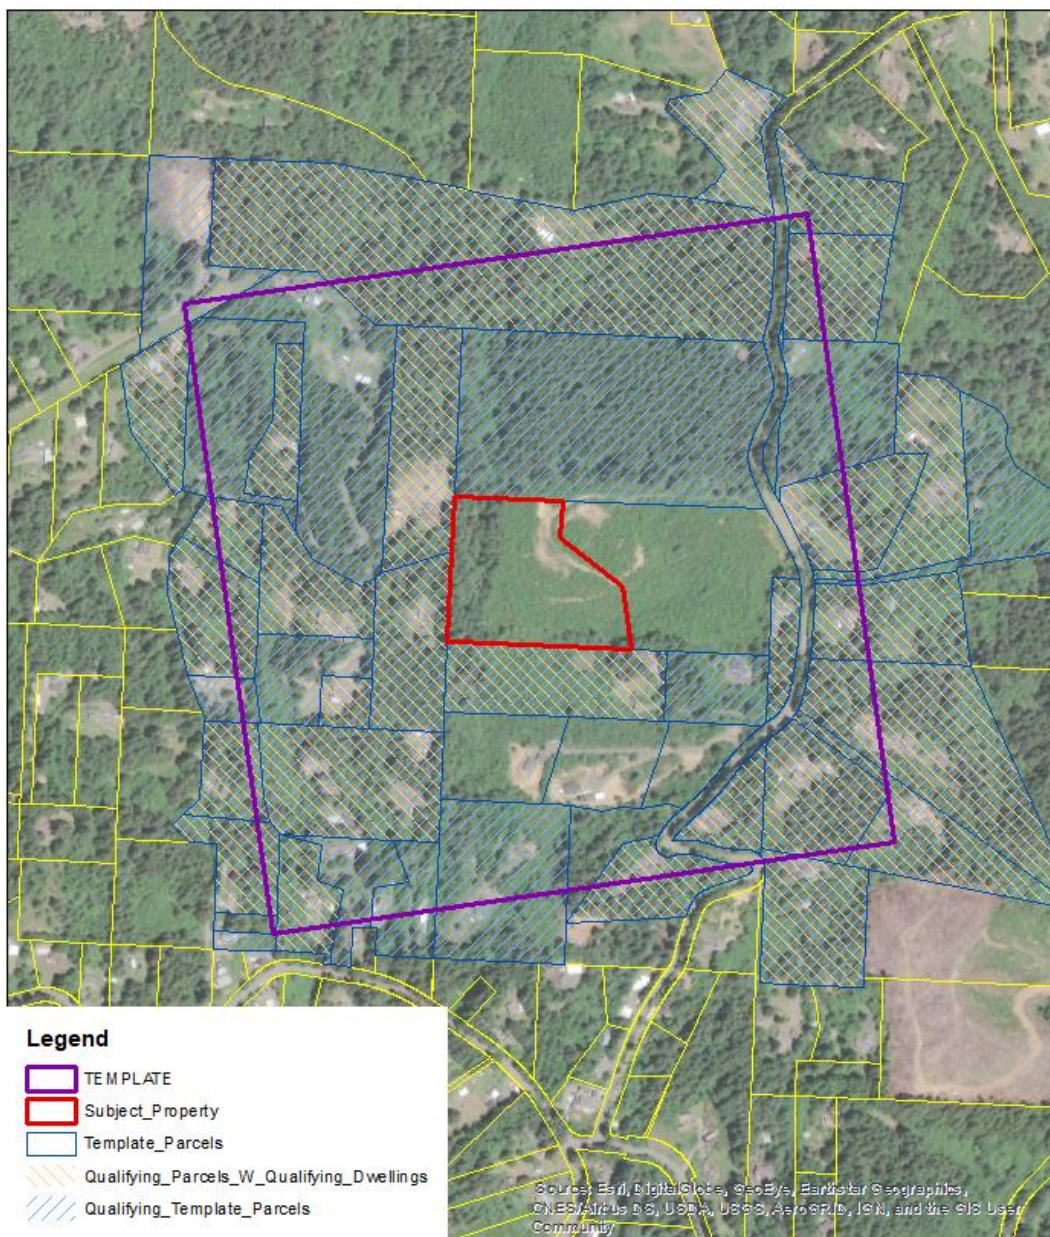 Legend
TEMPLATE
Subject_Property
Template_Parcels
Qualifying_Parcels_W_Qualifying_Dwellings
Qualifying_Template_Parcels
Source: Esri, DigitalGlobe, GeoEye, Earthstar Geographics,
CNES/Airbus DS, USDA, USGS, AeroGRID, IGN, and the GIS User
Community